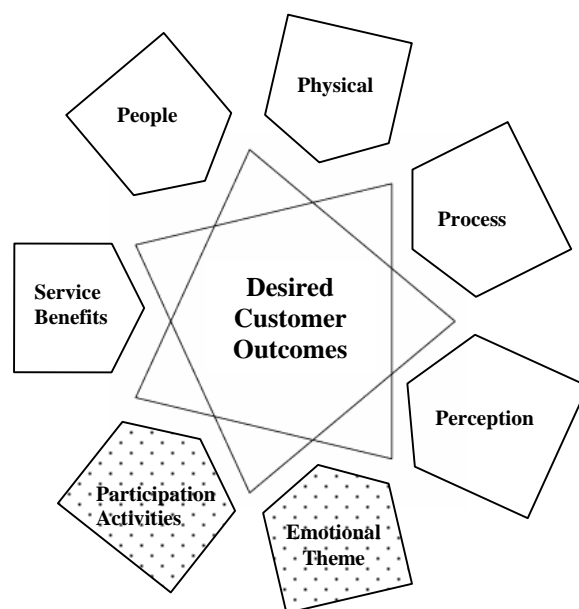 Physical
People
Process
Service
Benefits
Desired
Customer
Outcomes
Perception
Participation
Activities
Emotional
Theme